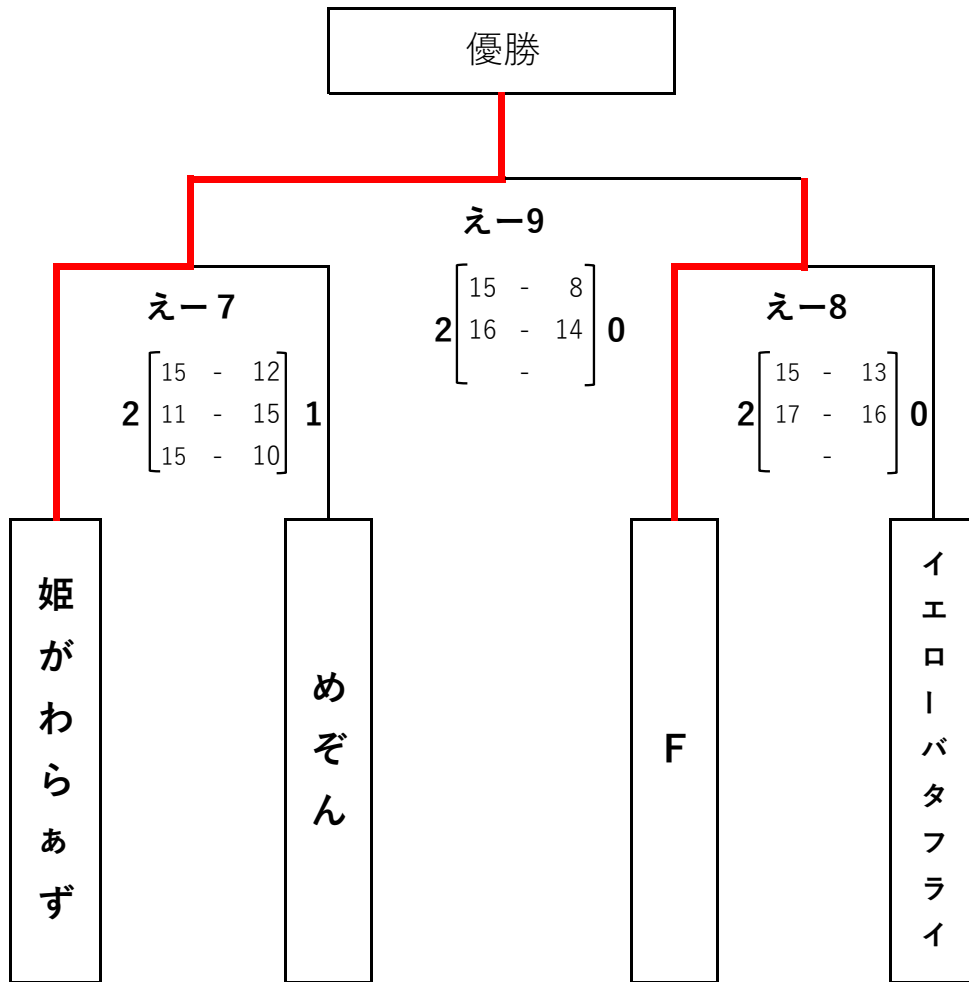 優勝
えー9
2 15 - 8 0
16 - 14
-
えー７
2 15 - 12 1
11 - 15
15 - 10
えー8
2 15 - 13 0
17 - 16
-
姫がわらぁず
めぞん
F
イエローバタフライ